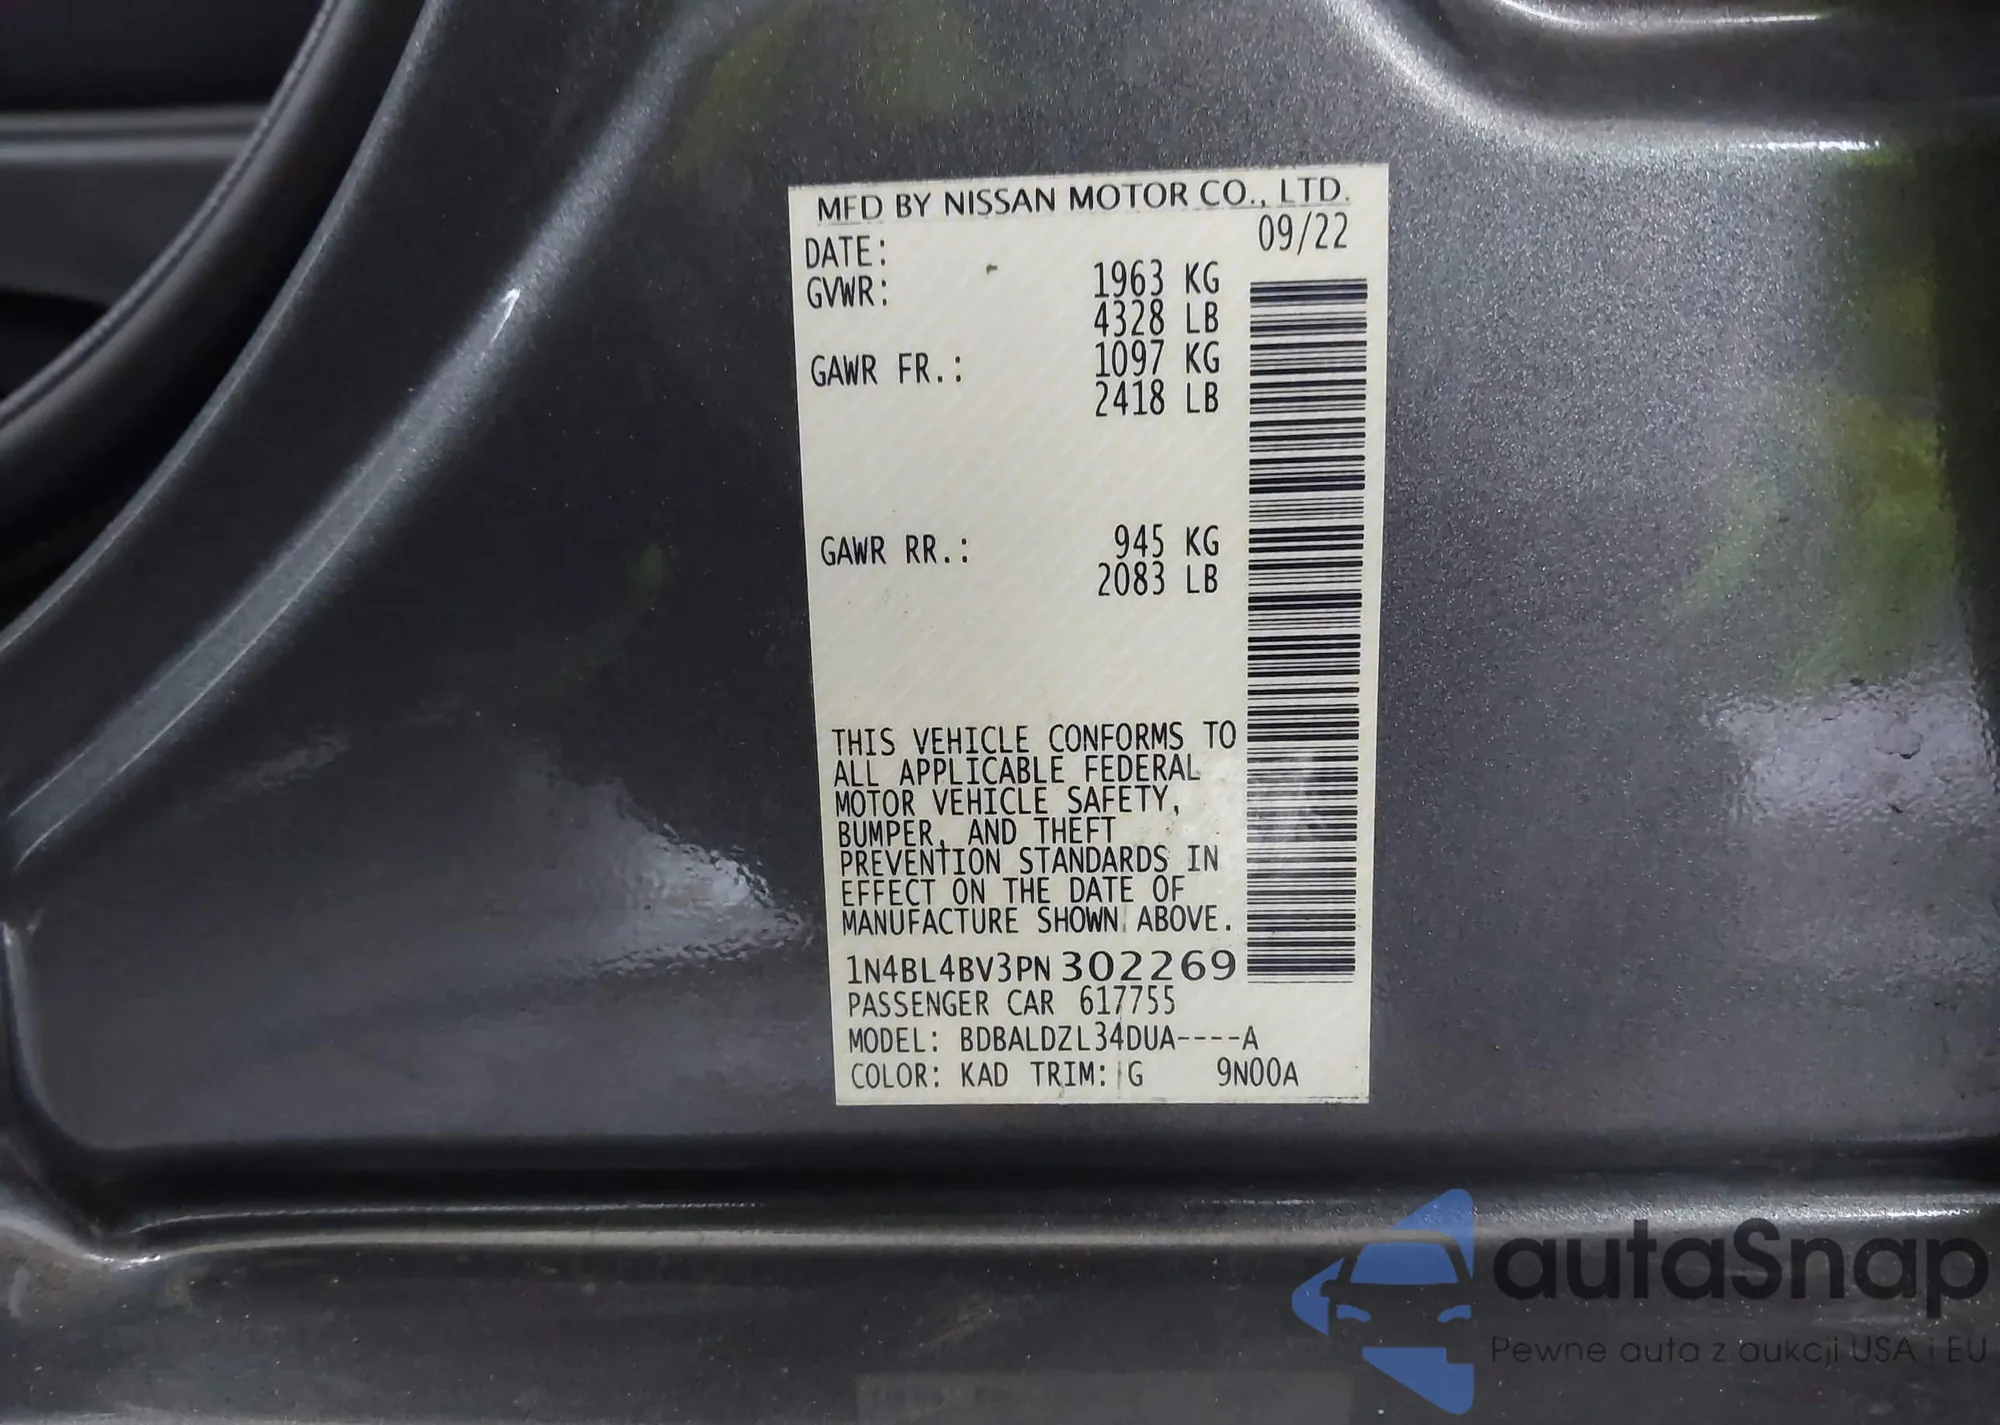 MFD BY NISSAN MOTOR CO., LTD.
DATE: 09/22
GVWR: 1963 KG
4328 LB
GAWR FR.: 1097 KG
2418 LB
GAWR RR.: 945 KG
2083 LB
THIS VEHICLE CONFORMS TO
ALL APPLICABLE FEDERAL
MOTOR VEHICLE SAFETY,
BUMPER, AND THEFT
PREVENTION STANDARDS IN
EFFECT ON THE DATE OF
MANUFACTURE SHOWN ABOVE.
1N4BL4BV3PN302269
PASSENGER CAR 617755
MODEL: BDBALDZL34DUA----A
COLOR: KAD TRIM: G 9N00A
autaSnap
Pewne auta z aukcji USA i EU